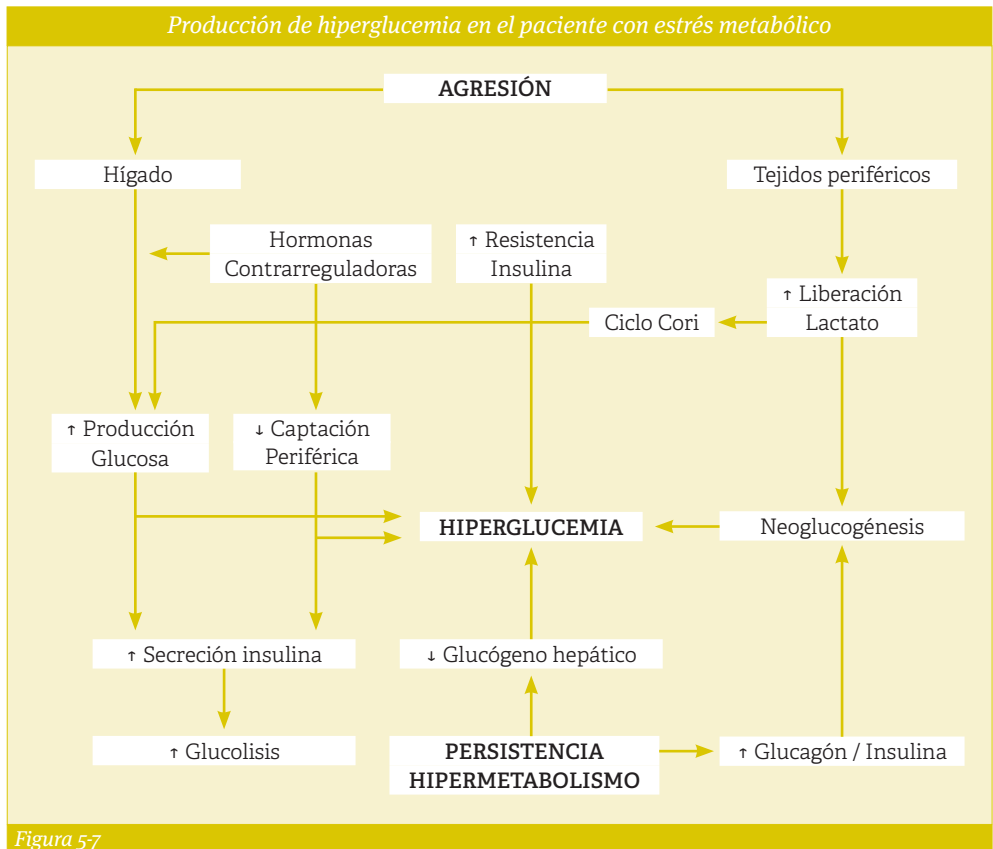 Producción de hiperglucemia en el paciente con estrés metabólico
AGRESIÓN
Hígado
Tejidos periféricos
Hormonas
Contrarreguladoras
↑ Resistencia
Insulina
↑ Liberación
Lactato
Ciclo Cori
↑ Producción
Glucosa
↓ Captación
Periférica
HIPERGLUCEMIA
Neoglucogénesis
↑ Secreción insulina
↓ Glucógeno hepático
↑ Glucolisis
PERSISTENCIA
HIPERMETABOLISMO
↑ Glucagón / Insulina
Figura 5-7